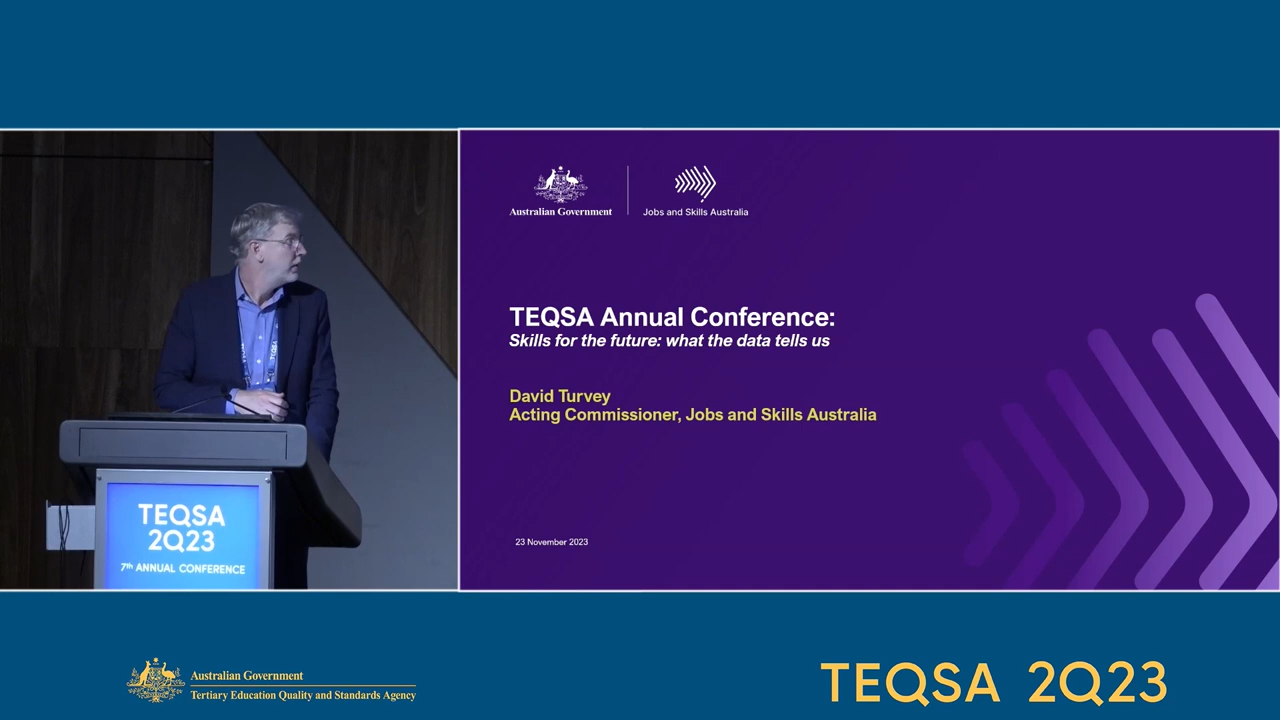 Australian Government
Jobs and Skills Australia
TEQSA Annual Conference:
Skills for the future: what the data tells us
David Turvey
Acting Commissioner, Jobs and Skills Australia
23 November 2023
TEQSA
TEQSA
2Q23
7th ANNUAL CONFERENCE
Australian Government
Tertiary Education Quality and Standards Agency
TEQSA 2Q23